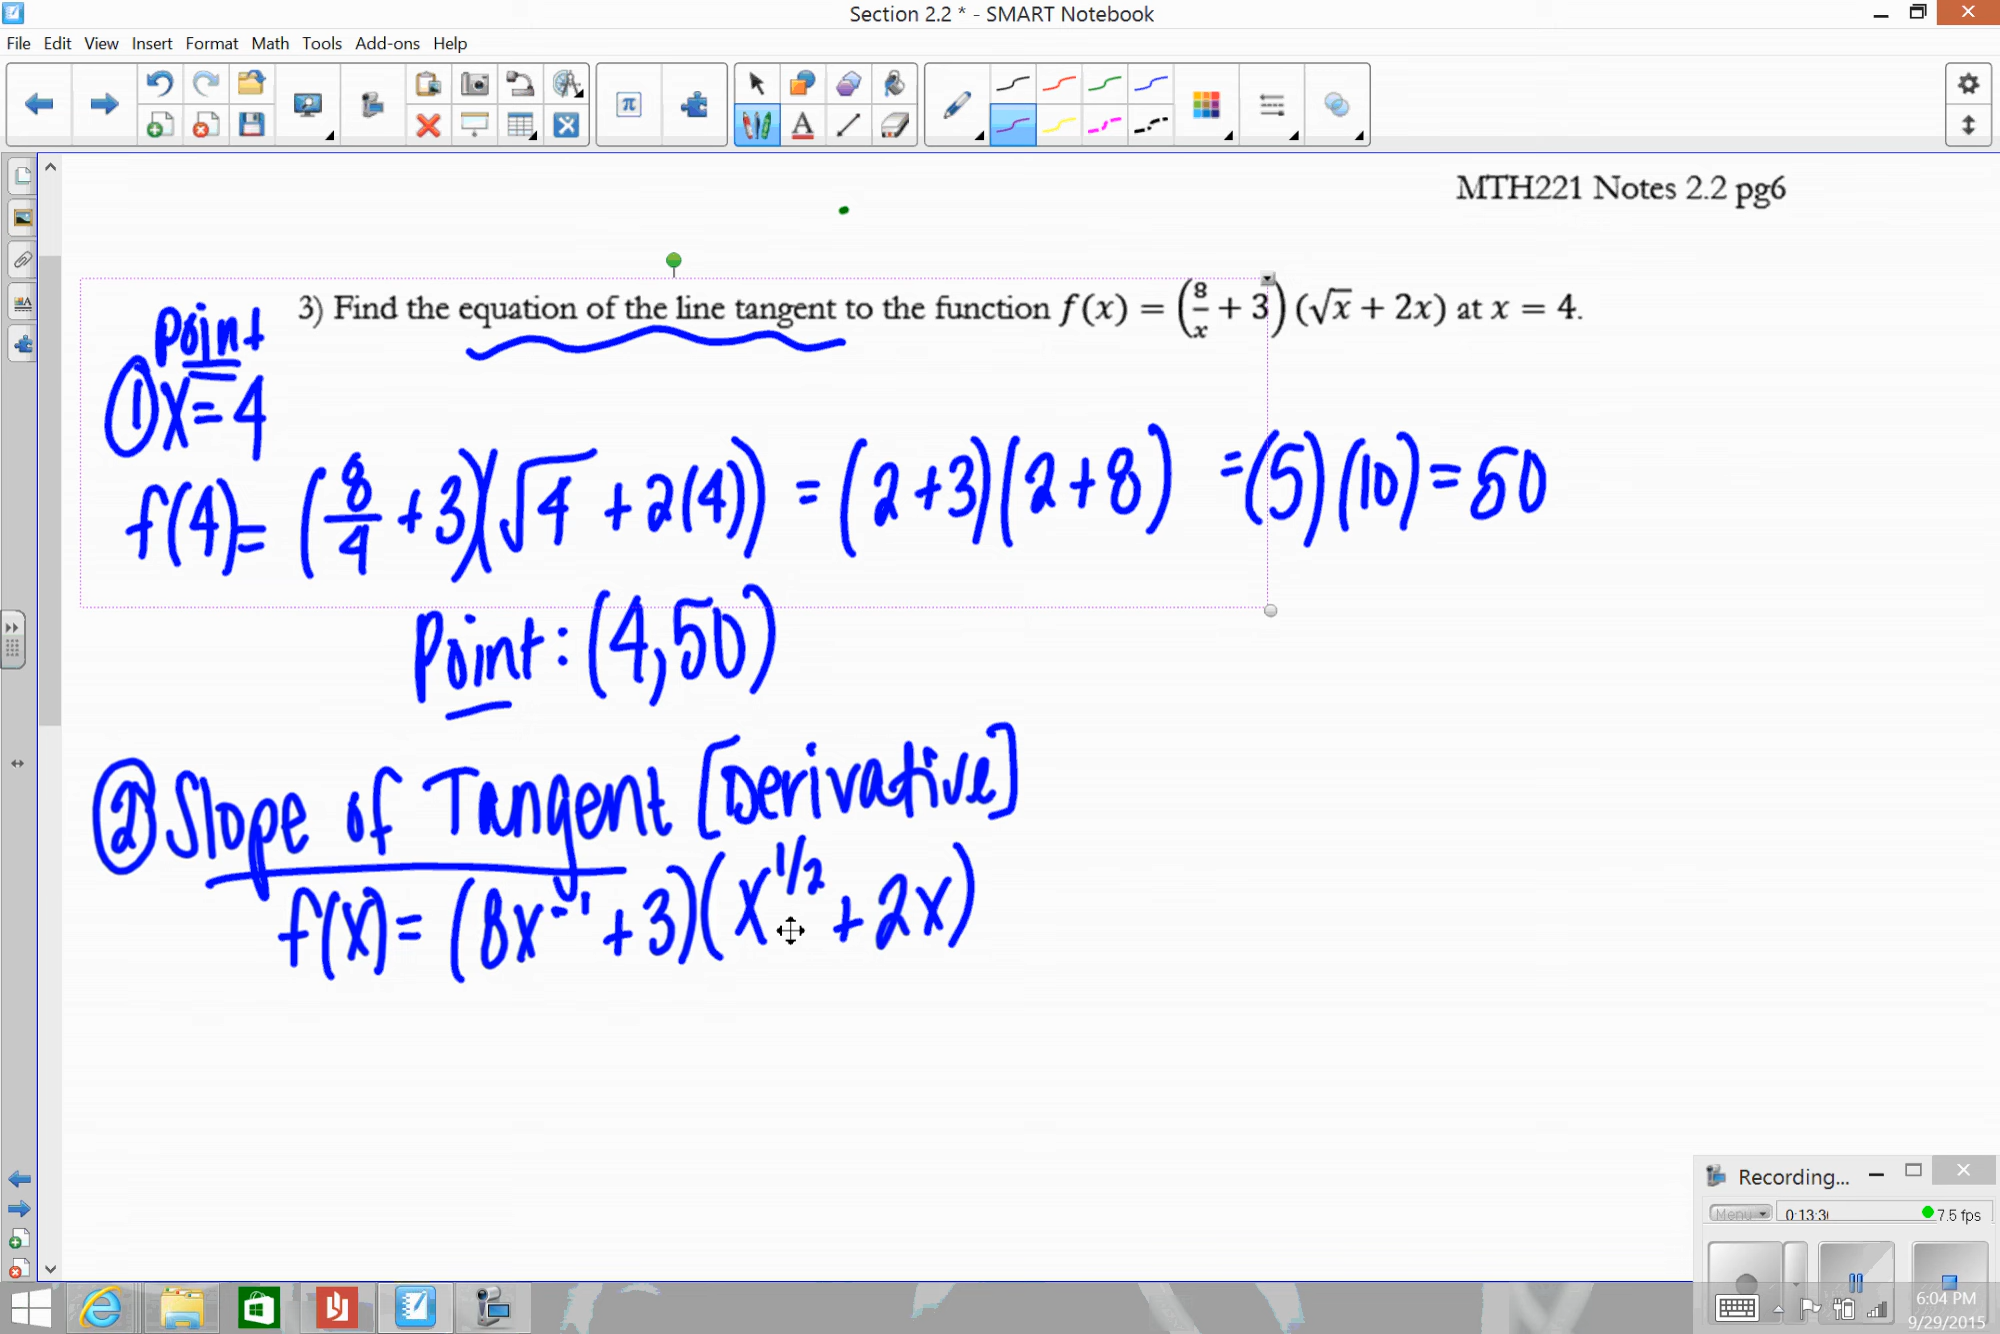 Section 2.2 * - SMART Notebook
File Edit View Insert Format Math Tools Add-ons Help
MTH221 Notes 2.2 pg6
3) Find the equation of the line tangent to the function f(x) = (8/x + 3)(√x + 2x) at x = 4.
Point
① x = 4
f(4) = (8/4 + 3)(√4 + 2(4)) = (2+3)(2+8) = (5)(10) = 50
Point: (4,50)
② Slope of Tangent [Derivative]
f(x) = (8x⁻¹ + 3)(x^1/2 + 2x)
Recording...
Menu 0:13:3 7.5 fps
6:04 PM
9/29/2015